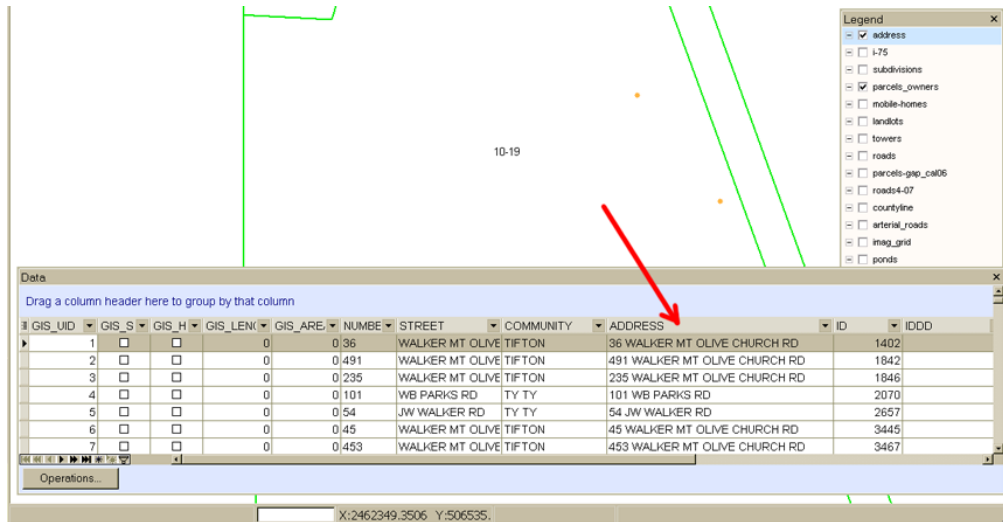 Legend
address
i-75
subdivisions
parcels_owners
mobile-homes
landlots
towers
roads
parcels-gap_cal06
roads4-07
countyline
arterial_roads
imag_grid
ponds
10-19
Data
Drag a column header here to group by that column
GIS_UID GIS_S GIS_H GIS_LEN( GIS_ARE. NUMBE STREET COMMUNITY ADDRESS ID IDDD
1 0 0 36 WALKER MT OLIVE TIFTON 36 WALKER MT OLIVE CHURCH RD 1402
2 0 0 491 WALKER MT OLIVE TIFTON 491 WALKER MT OLIVE CHURCH RD 1842
3 0 0 235 WALKER MT OLIVE TIFTON 235 WALKER MT OLIVE CHURCH RD 1846
4 0 0 101 WB PARKS RD TY TY 101 WB PARKS RD 2070
5 0 0 54 JW WALKER RD TY TY 54 JW WALKER RD 2657
6 0 0 45 WALKER MT OLIVE TIFTON 45 WALKER MT OLIVE CHURCH RD 3445
7 0 0 453 WALKER MT OLIVE TIFTON 453 WALKER MT OLIVE CHURCH RD 3467
Operations...
X:2462349.3506 Y:506535.